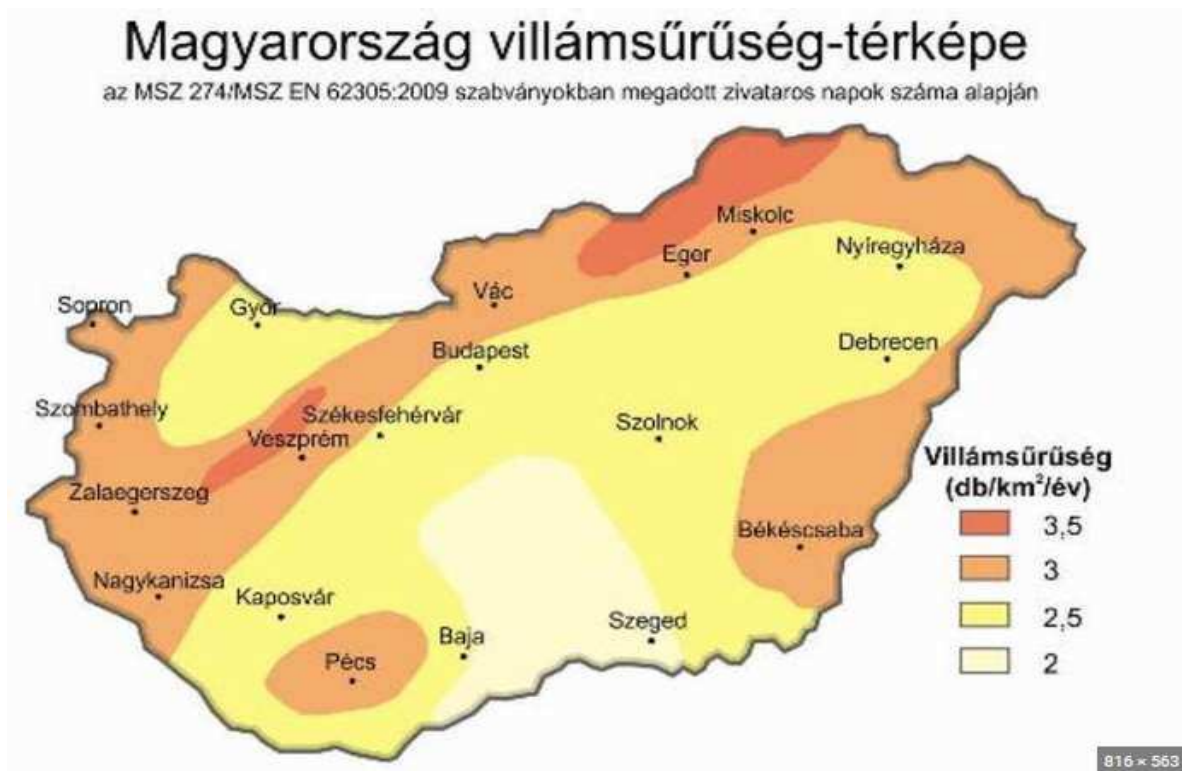 Magyarország villámsűrűség-térképe
az MSZ 274/MSZ EN 62305:2009 szabványokban megadott zivataros napok száma alapján
Miskolc
Nyíregyháza
Eger
Vác
Sopron
Győr
Debrecen
Budapest
Szombathely
Székesfehérvár
Szolnok
Veszprém
Zalaegerszeg
Békéscsaba
Nagykanizsa
Kaposvár
Szeged
Baja
Pécs
Villámsűrűség
(db/km²/év)
3,5
3
2,5
2
816 × 563